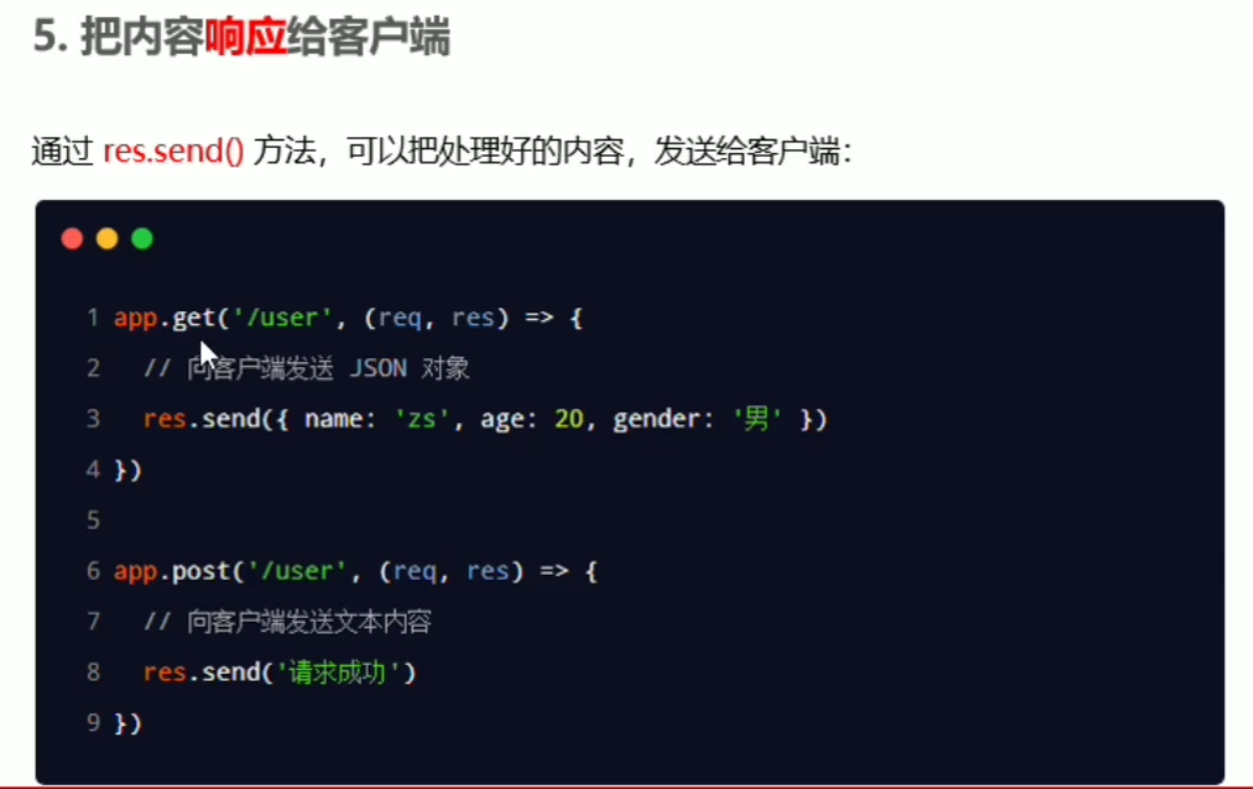 5. 把内容响应给客户端
通过 res.send() 方法，可以把处理好的内容，发送给客户端：
1 app.get('/user', (req, res) => {
2 // 向客户端发送 JSON 对象
3 res.send({ name: 'zs', age: 20, gender: '男' })
4 })
5
6 app.post('/user', (req, res) => {
7 // 向客户端发送文本内容
8 res.send('请求成功')
9 })